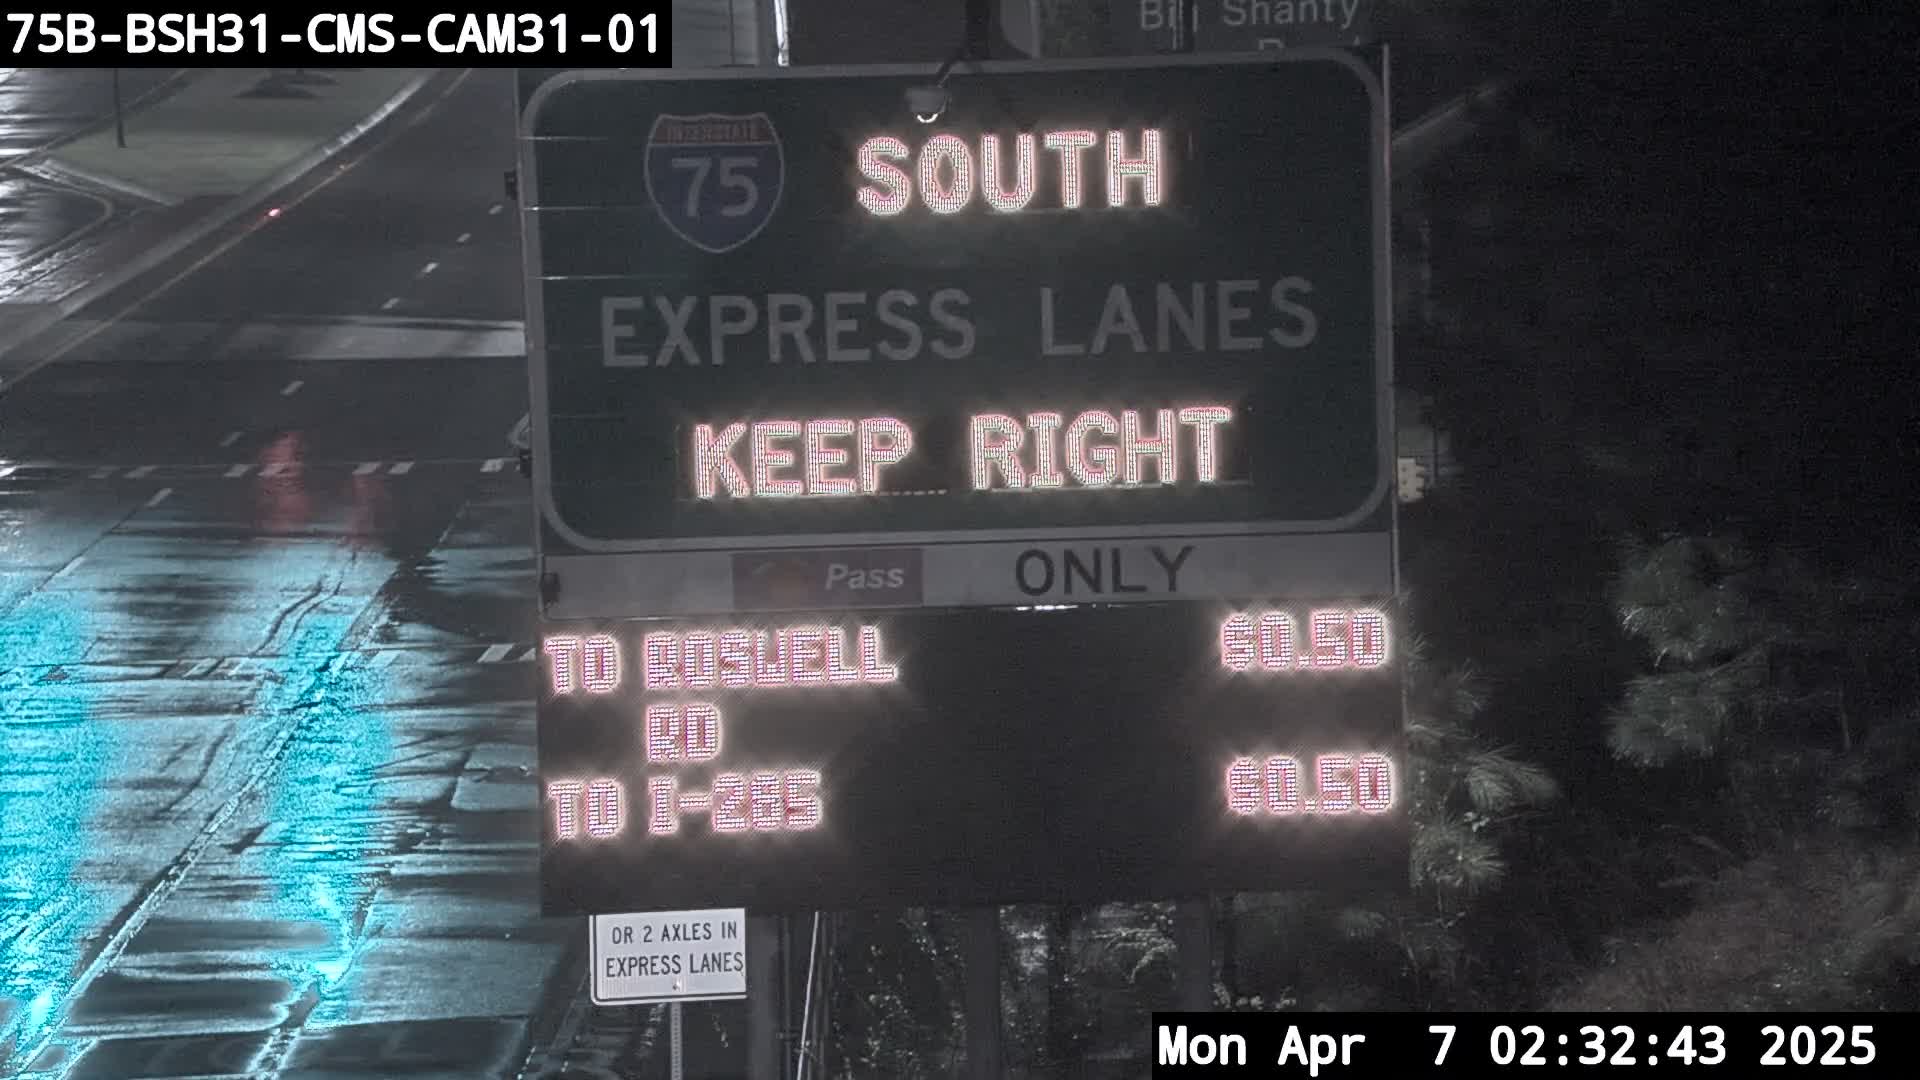 75B-BSH31-CMS-CAM31-01
Bill Shanty
INTERSTATE
75
SOUTH
EXPRESS LANES
KEEP RIGHT
Pass ONLY
TO ROSWELL $0.50
RD
TO I-285 $0.50
OR 2 AXLES IN
EXPRESS LANES
Mon Apr 7 02:32:43 2025